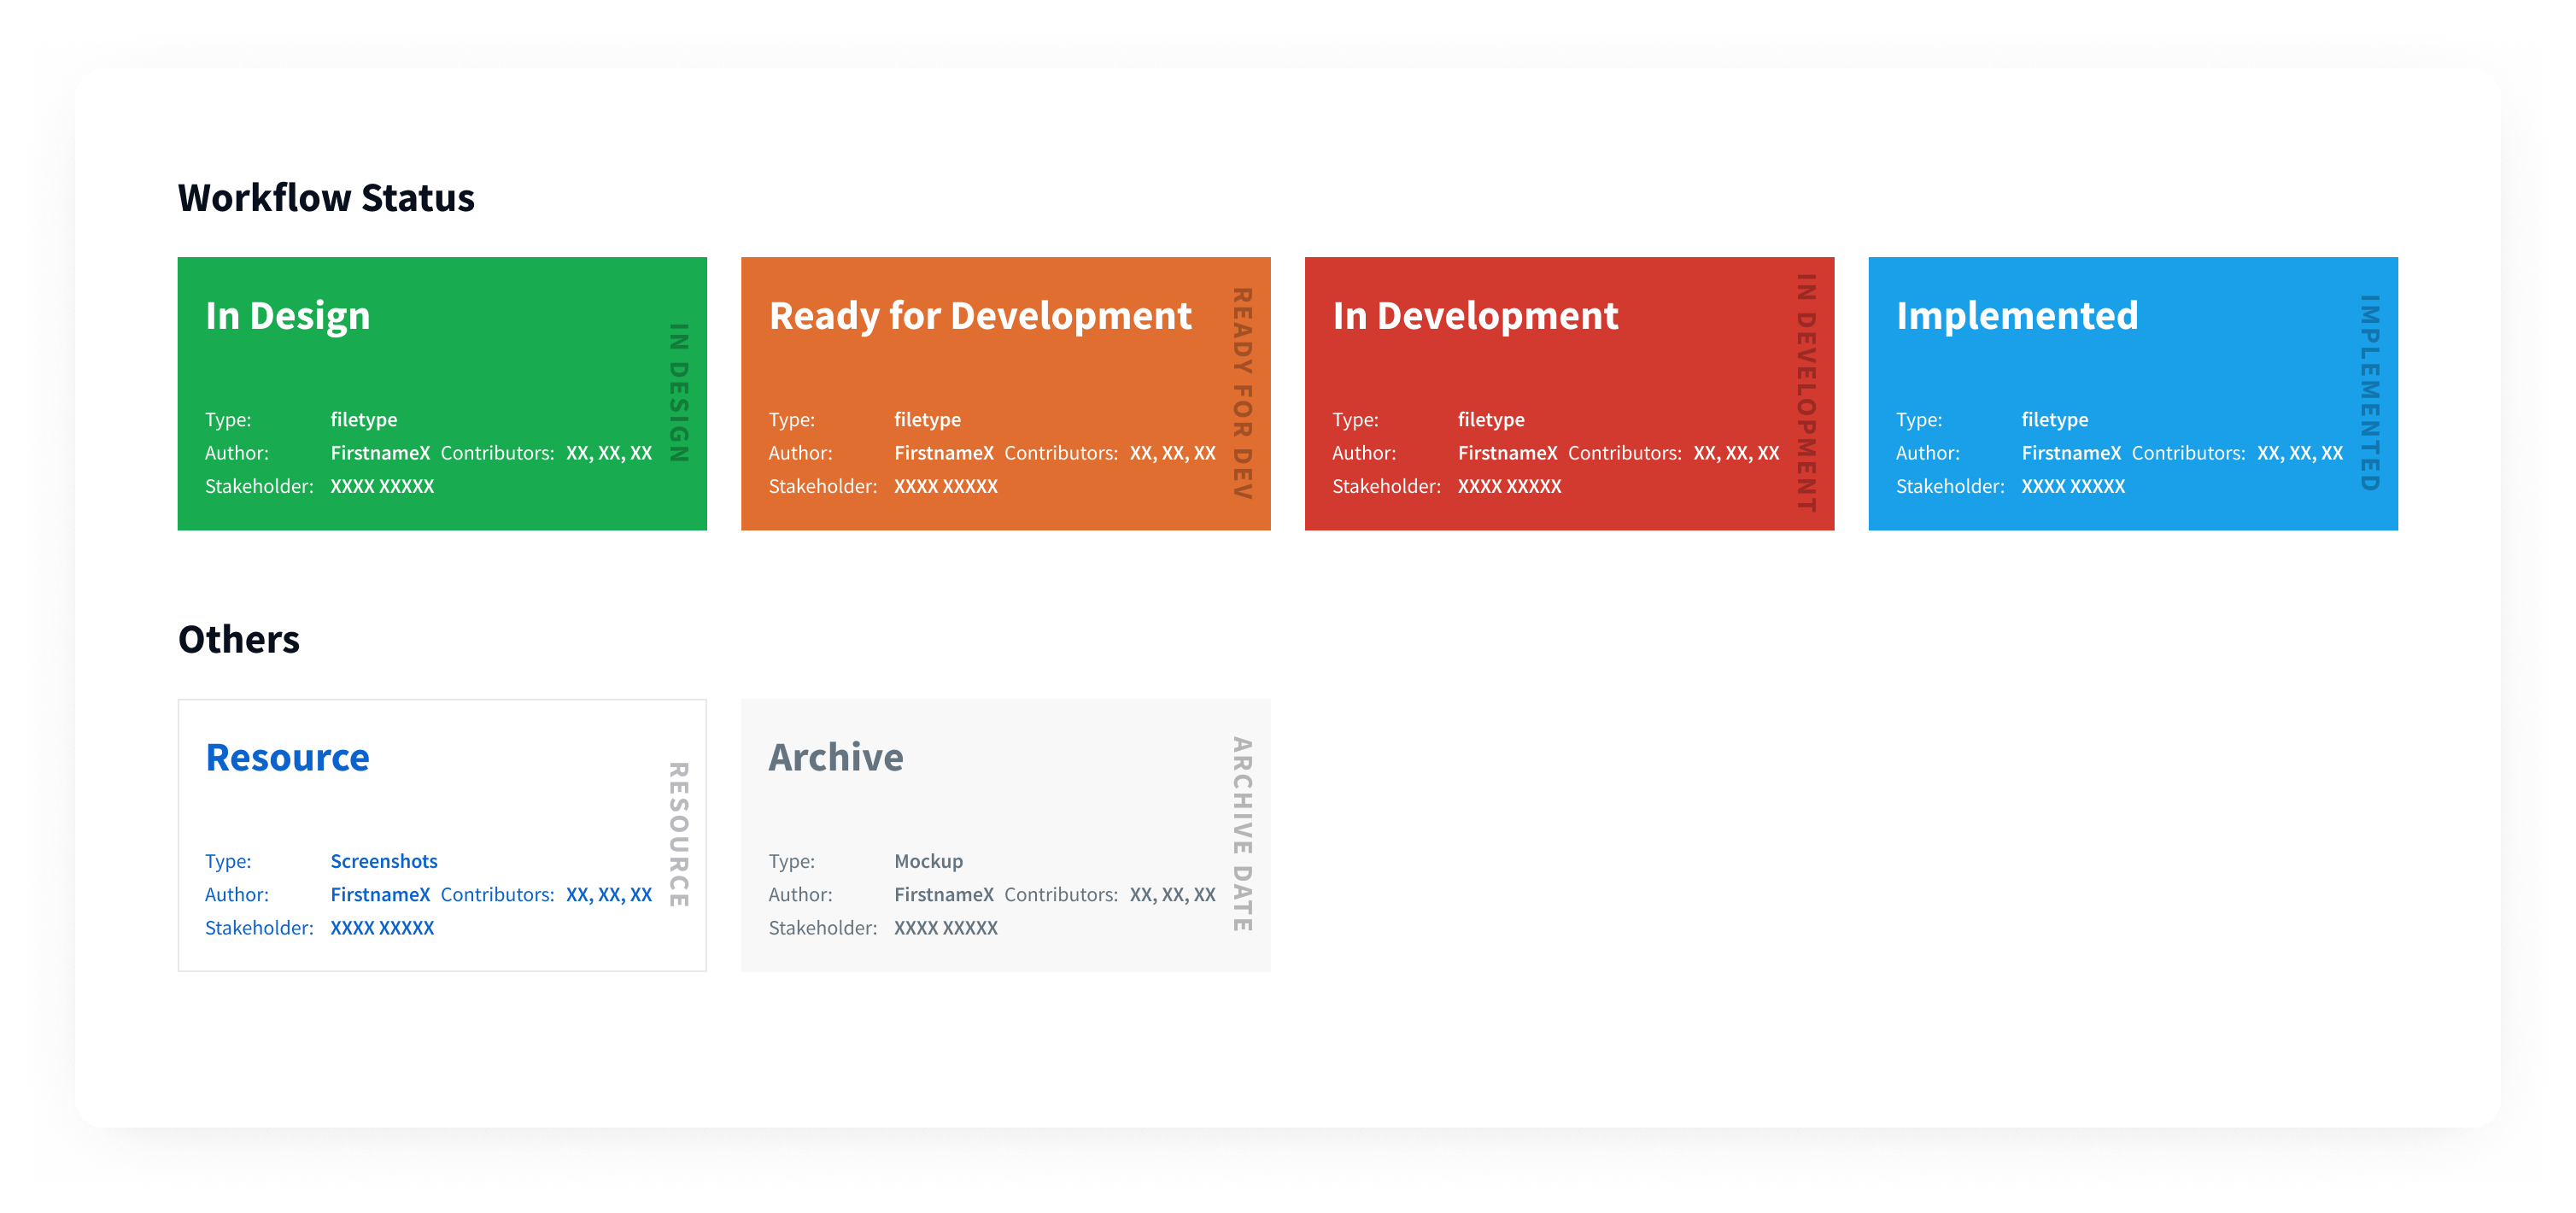 Workflow Status
In Design
Type: filetype
Author: FirstnameX Contributors: XX, XX, XX
Stakeholder: XXXX XXXXX
IN DESIGN
Ready for Development
Type: filetype
Author: FirstnameX Contributors: XX, XX, XX
Stakeholder: XXXX XXXXX
READY FOR DEV
In Development
Type: filetype
Author: FirstnameX Contributors: XX, XX, XX
Stakeholder: XXXX XXXXX
IN DEVELOPMENT
Implemented
Type: filetype
Author: FirstnameX Contributors: XX, XX, XX
Stakeholder: XXXX XXXXX
IMPLEMENTED
Others
Resource
Type: Screenshots
Author: FirstnameX Contributors: XX, XX, XX
Stakeholder: XXXX XXXXX
RESOURCE
Archive
Type: Mockup
Author: FirstnameX Contributors: XX, XX, XX
Stakeholder: XXXX XXXXX
ARCHIVE DATE